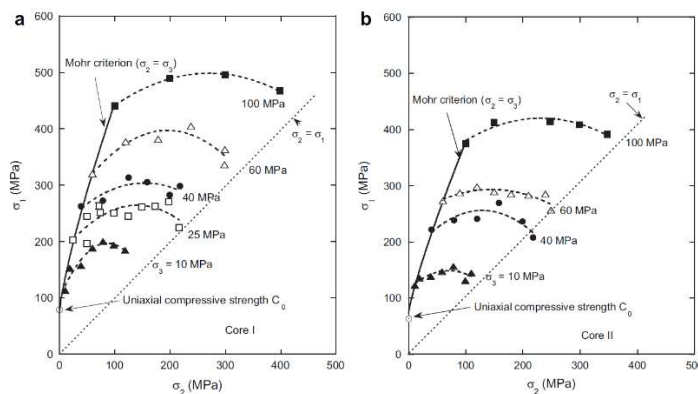 a
600
500
400
300
200
100
0
σ1 (MPa)
Mohr criterion (σ2 = σ3)
100 MPa
σ2 = σ1
60 MPa
40 MPa
25 MPa
σ3 = 10 MPa
Uniaxial compressive strength C0
Core I
0 100 200 300 400 500
σ2 (MPa)
b
600
500
400
300
200
100
0
σ1 (MPa)
σ2 = σ1
Mohr criterion (σ2 = σ3)
100 MPa
60 MPa
40 MPa
σ3 = 10 MPa
Uniaxial compressive strength C0
Core II
0 100 200 300 400 500
σ2 (MPa)